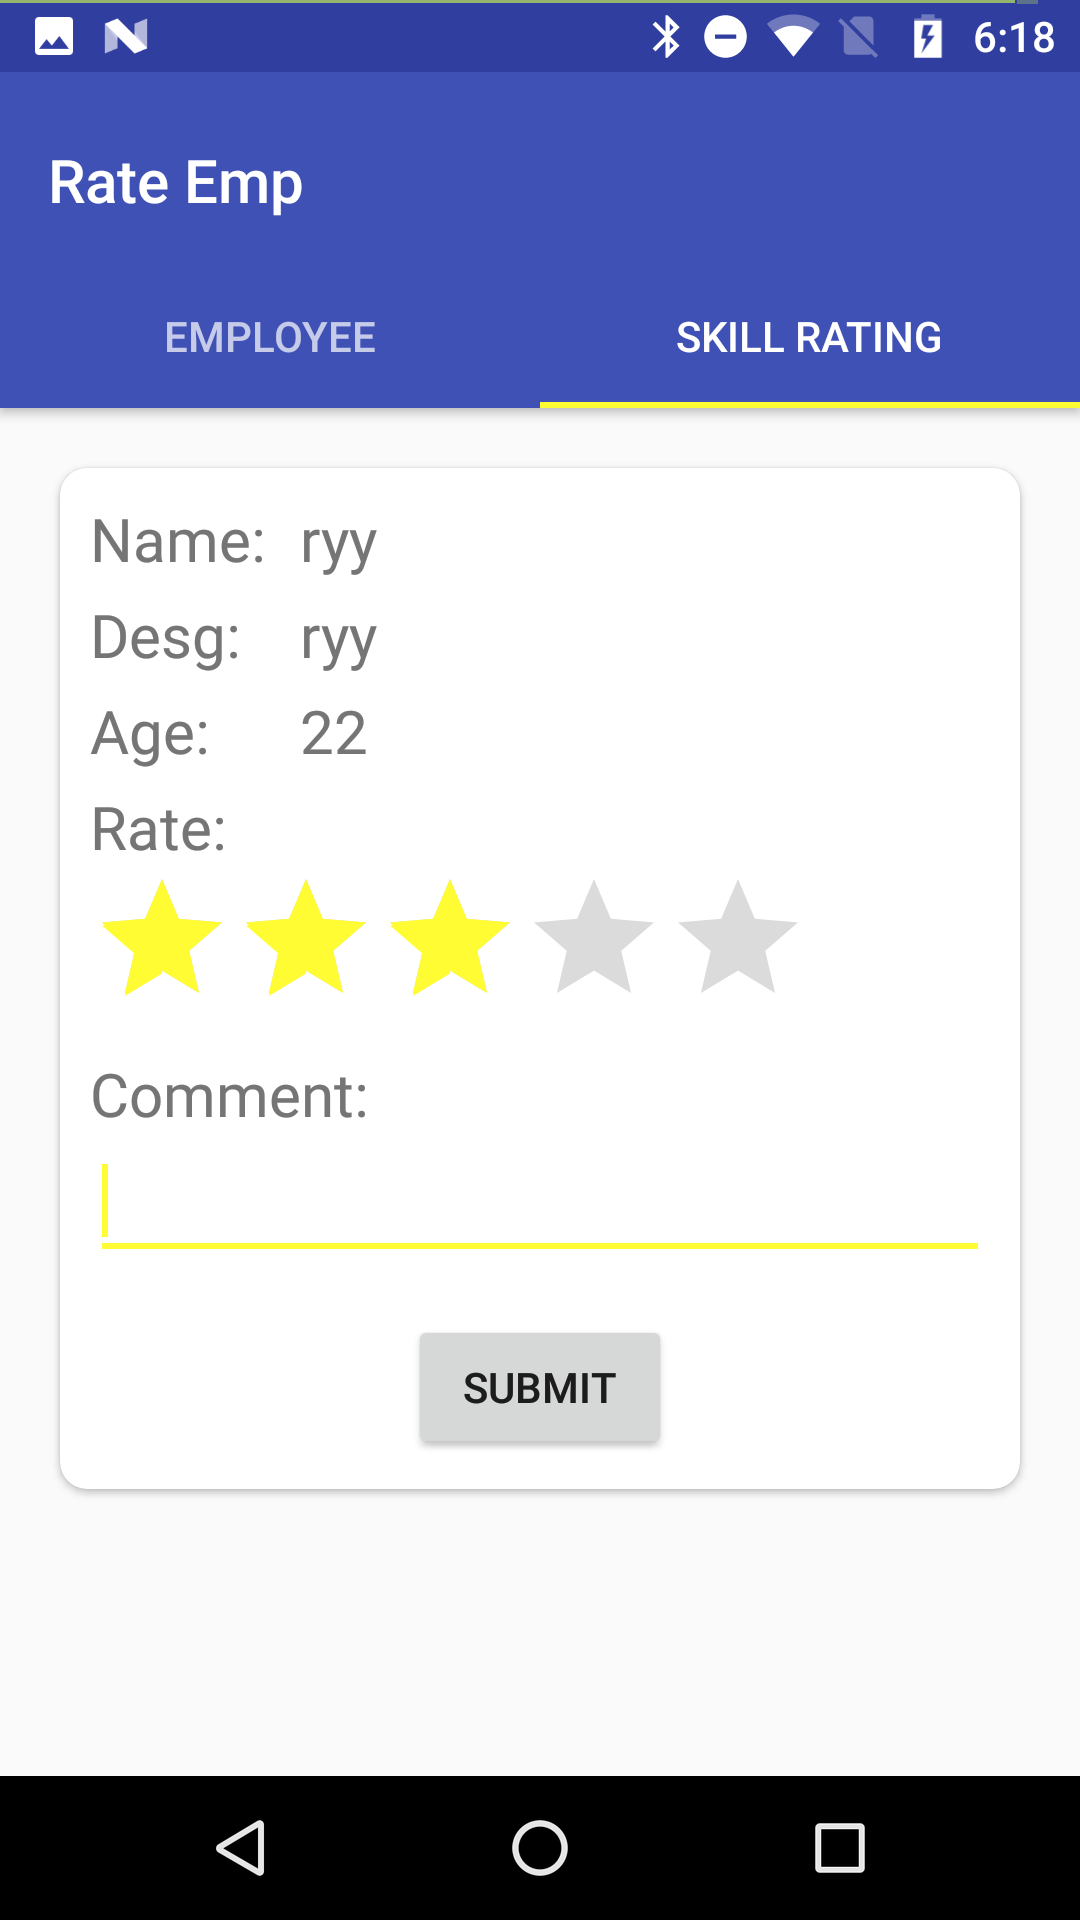 6:18
Rate Emp
EMPLOYEE
SKILL RATING
Name: ryy
Desg: ryy
Age: 22
Rate:
Comment:
SUBMIT